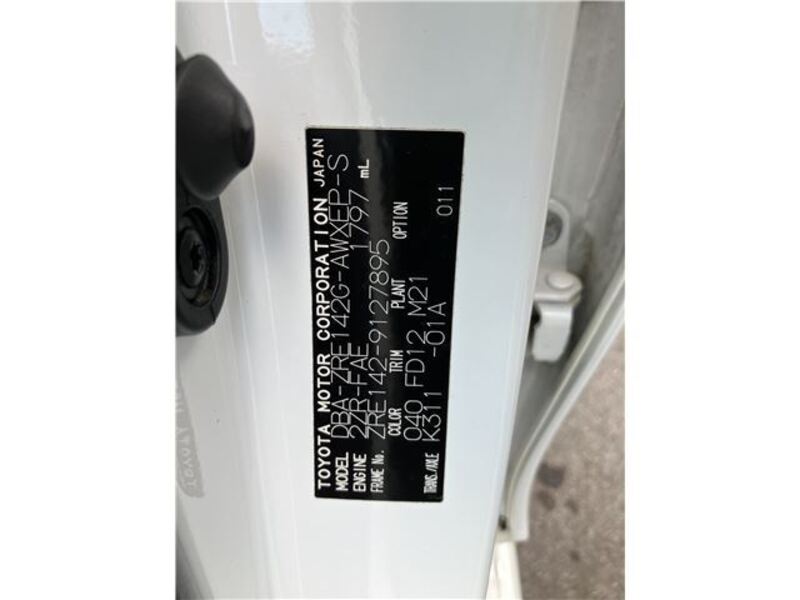 TOYOTA MOTOR CORPORATION JAPAN
MODEL DBA-ZRE142G-AWXEP-S
ENGINE 2ZR-FAE 1797 mL
FRAME No. ZRE142-9127895
COLOR TRIM PLANT OPTION
040 FD12 M21
TRANS./AXLE K311 -01A 011